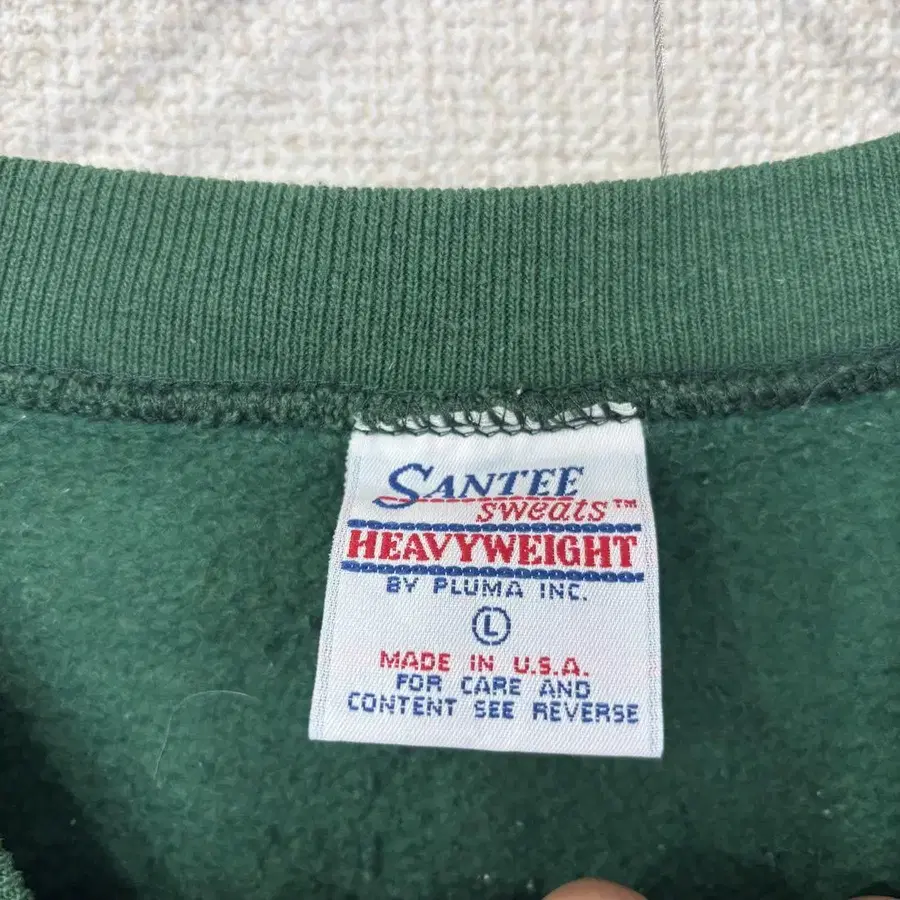 SANTEE
sweats™
HEAVYWEIGHT
BY PLUMA INC.
L
MADE IN U.S.A.
FOR CARE AND
CONTENT SEE REVERSE